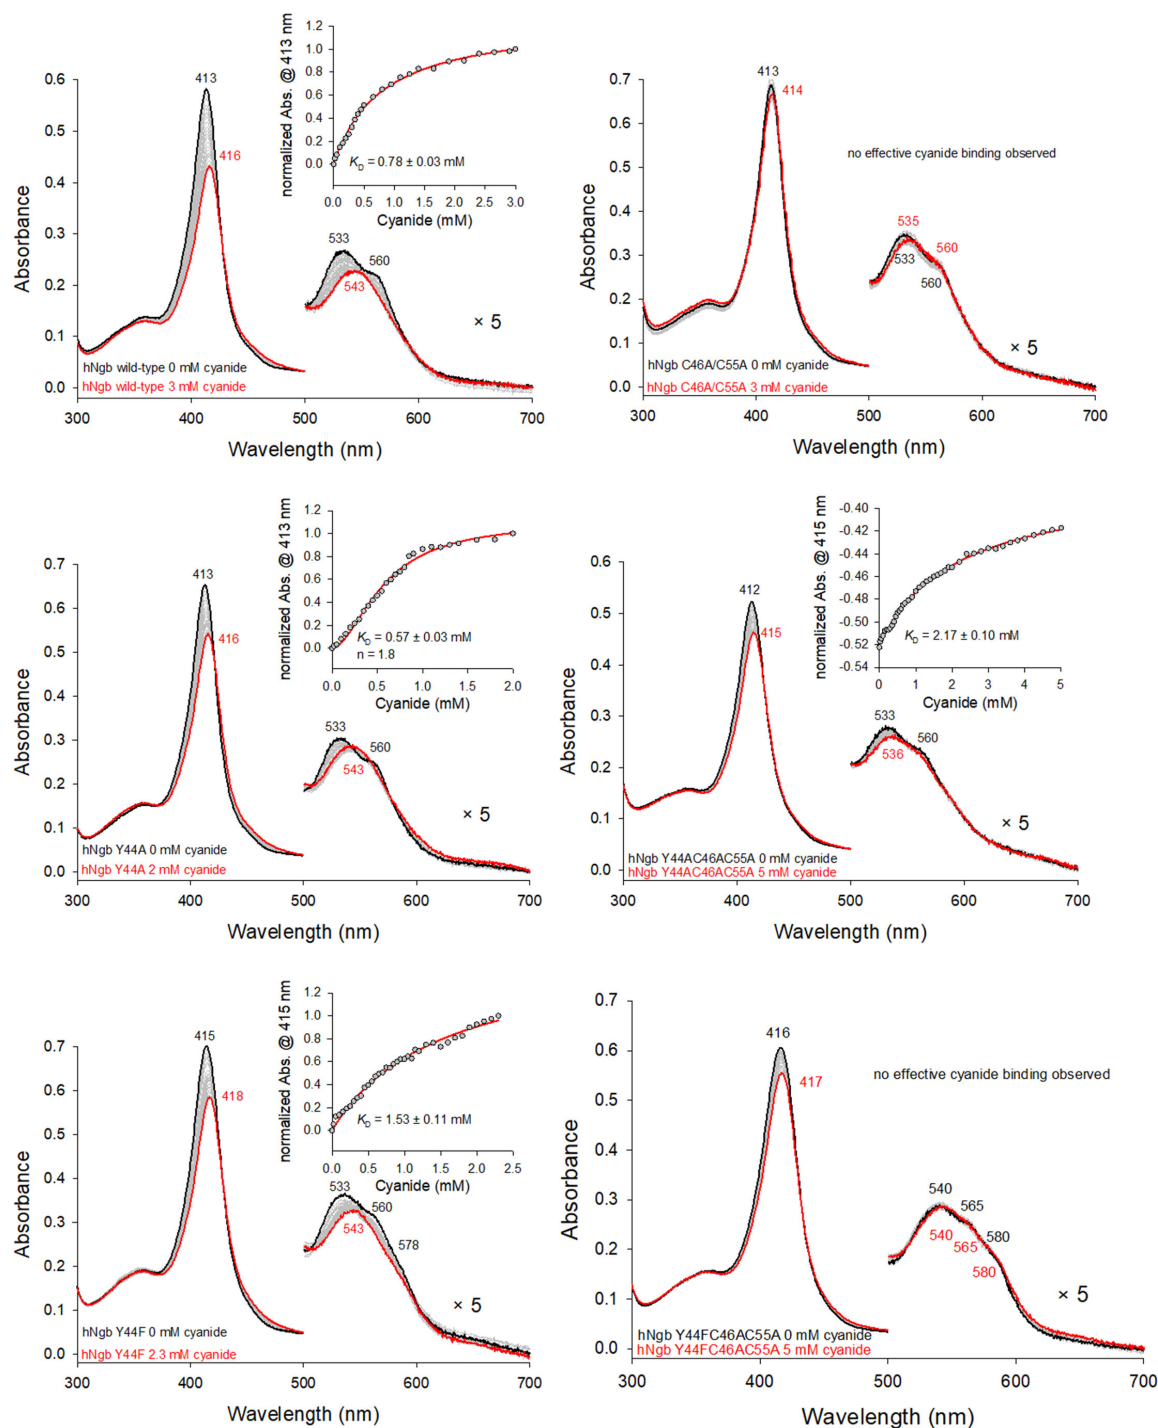 normalized Abs. @ 413 nm
1.2
1.0
0.8
0.6
0.4
0.2
0.0
K_D = 0.78 ± 0.03 mM
0.0 0.5 1.0 1.5 2.0 2.5 3.0
Cyanide (mM)
Absorbance
0.6
0.5
0.4
0.3
0.2
0.1
0.0
413
416
533
560
543
× 5
hNgb wild-type 0 mM cyanide
hNgb wild-type 3 mM cyanide
300 400 500 600 700
Wavelength (nm)
Absorbance
0.7
0.6
0.5
0.4
0.3
0.2
0.1
0.0
413
414
no effective cyanide binding observed
535
560
533
560
× 5
hNgb C46A/C55A 0 mM cyanide
hNgb C46A/C55A 3 mM cyanide
300 400 500 600 700
Wavelength (nm)
normalized Abs. @ 413 nm
1.2
1.0
0.8
0.6
0.4
0.2
0.0
K_D = 0.57 ± 0.03 mM
n = 1.8
0.0 0.5 1.0 1.5 2.0
Cyanide (mM)
Absorbance
0.7
0.6
0.5
0.4
0.3
0.2
0.1
0.0
413
416
533
560
543
× 5
hNgb Y44A 0 mM cyanide
hNgb Y44A 2 mM cyanide
300 400 500 600 700
Wavelength (nm)
normalized Abs. @ 415 nm
-0.40
-0.42
-0.44
-0.46
-0.48
-0.50
-0.52
-0.54
K_D = 2.17 ± 0.10 mM
0 1 2 3 4 5
Cyanide (mM)
Absorbance
0.7
0.6
0.5
0.4
0.3
0.2
0.1
0.0
412
415
533
560
536
× 5
hNgb Y44AC46AC55A 0 mM cyanide
hNgb Y44AC46AC55A 5 mM cyanide
300 400 500 600 700
Wavelength (nm)
normalized Abs. @ 415 nm
1.2
1.0
0.8
0.6
0.4
0.2
0.0
K_D = 1.53 ± 0.11 mM
0.0 0.5 1.0 1.5 2.0 2.5
Cyanide (mM)
Absorbance
0.7
0.6
0.5
0.4
0.3
0.2
0.1
0.0
415
418
533
560
543
578
× 5
hNgb Y44F 0 mM cyanide
hNgb Y44F 2.3 mM cyanide
300 400 500 600 700
Wavelength (nm)
Absorbance
0.7
0.6
0.5
0.4
0.3
0.2
0.1
0.0
416
417
no effective cyanide binding observed
540
565
580
540
565
580
× 5
hNgb Y44FC46AC55A 0 mM cyanide
hNgb Y44FC46AC55A 5 mM cyanide
300 400 500 600 700
Wavelength (nm)